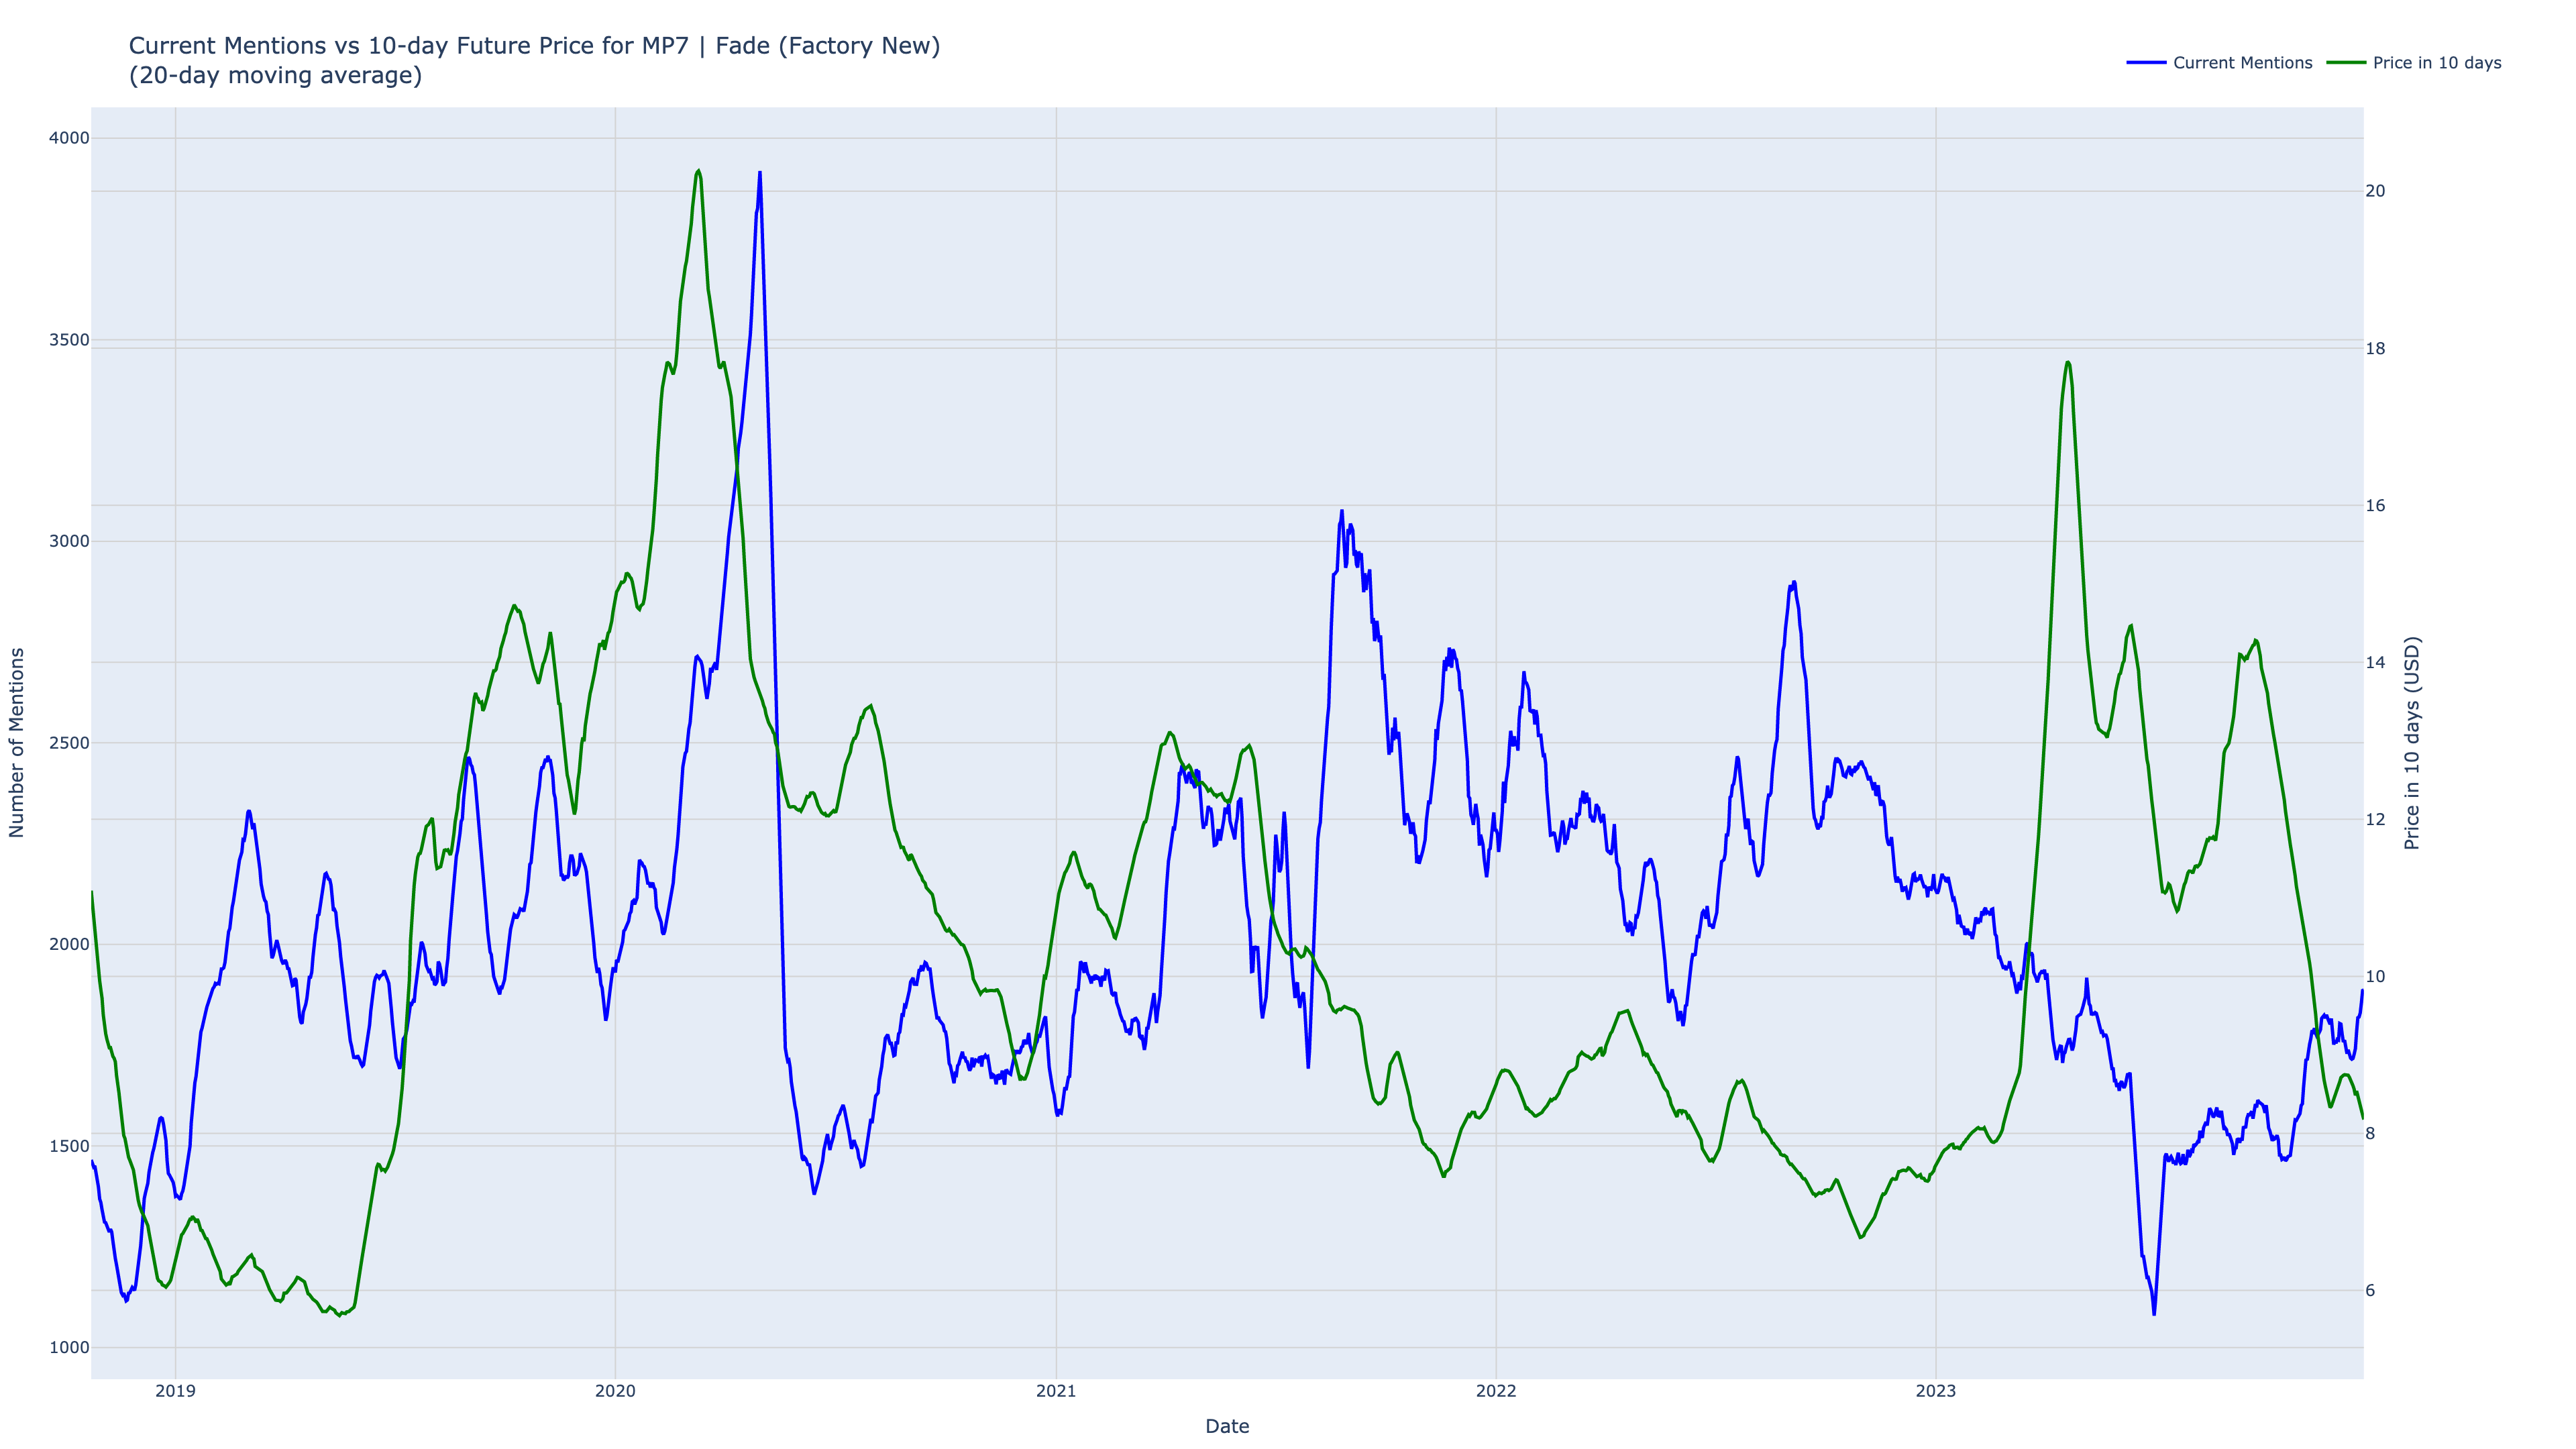 Current Mentions vs 10-day Future Price for MP7 | Fade (Factory New)
(20-day moving average)
Current Mentions
Price in 10 days
4000
3500
3000
2500
2000
1500
1000
Number of Mentions
20
18
16
14
12
10
8
6
Price in 10 days (USD)
2019
2020
2021
2022
2023
Date